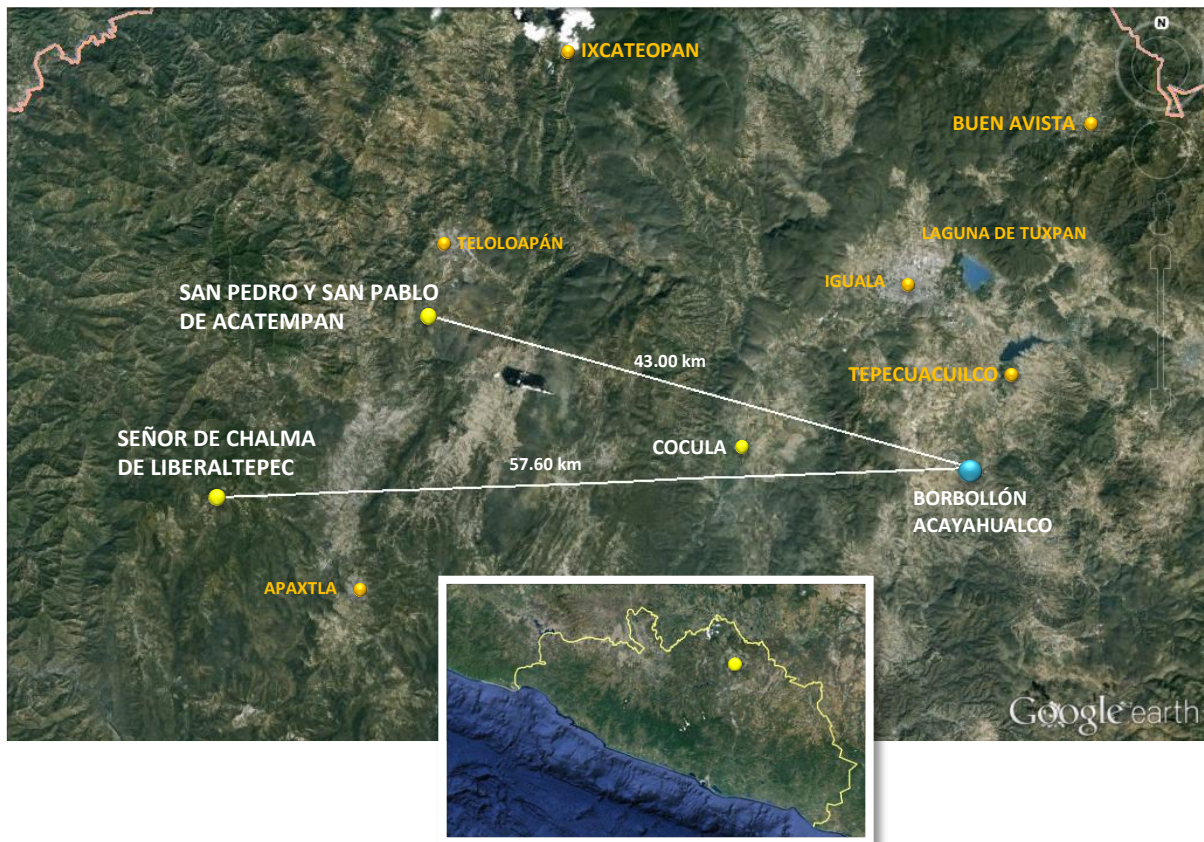 N
IXCATEOPAN
BUEN AVISTA
LAGUNA DE TUXPAN
TELOLOAPÁN
IGUALA
SAN PEDRO Y SAN PABLO
DE ACATEMPAN
43.00 km
TEPECUACUILCO
SEÑOR DE CHALMA
DE LIBERALTEPEC
COCULA
57.60 km
BORBOLLÓN
ACAYAHUALCO
APAXTLA
Google earth